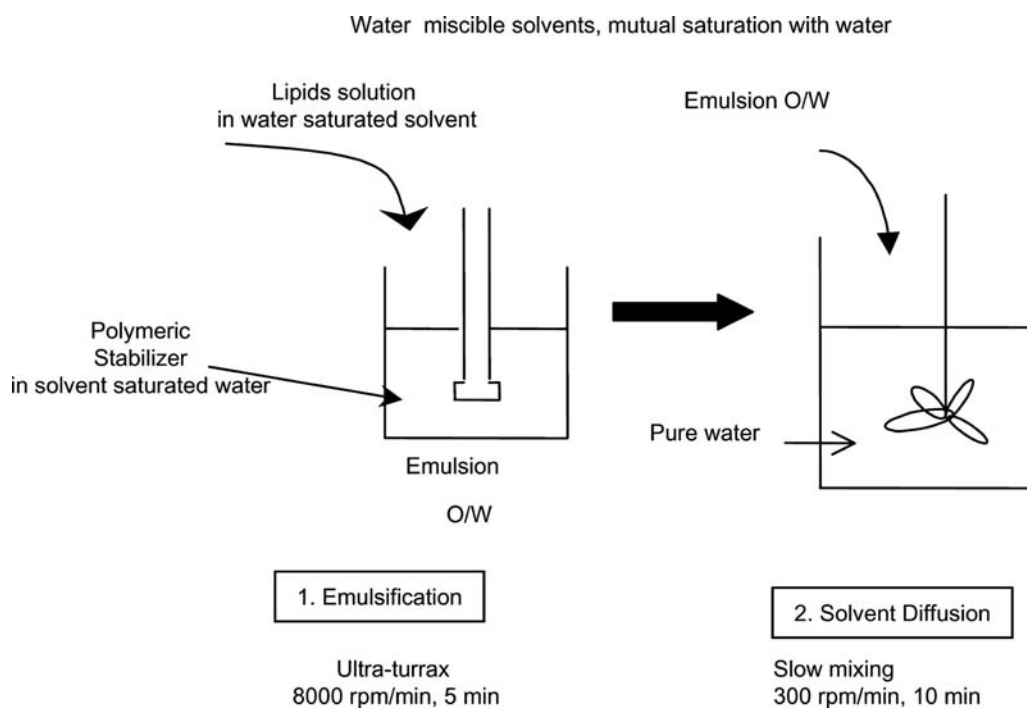 Water miscible solvents, mutual saturation with water
Lipids solution
in water saturated solvent
Emulsion O/W
Polymeric
Stabilizer
in solvent saturated water
Pure water
Emulsion
O/W
1. Emulsification
2. Solvent Diffusion
Ultra-turrax
8000 rpm/min, 5 min
Slow mixing
300 rpm/min, 10 min